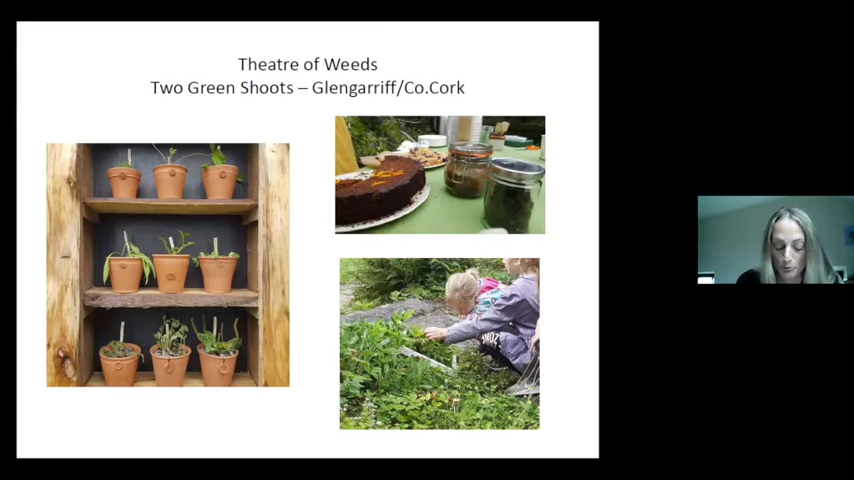 Theatre of Weeds
Two Green Shoots – Glengarriff/Co.Cork